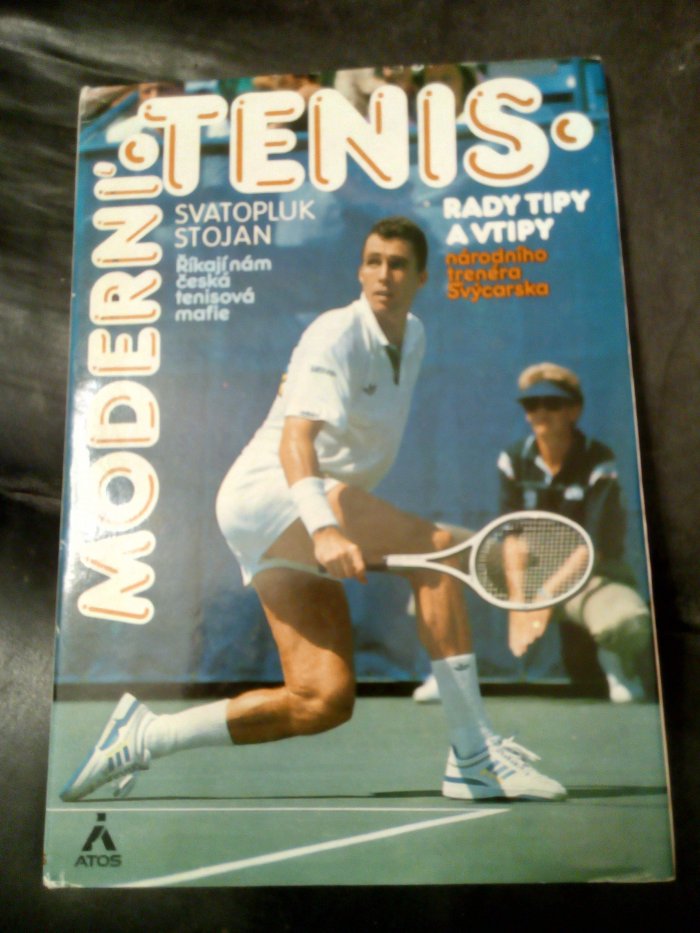 MODERNÍ
•TENIS•
SVATOPLUK
STOJAN
Říkají nám
česká
tenisová
mafie
RADY TIPY
A VTIPY
národního
trenéra
Švýcarska
ATOS